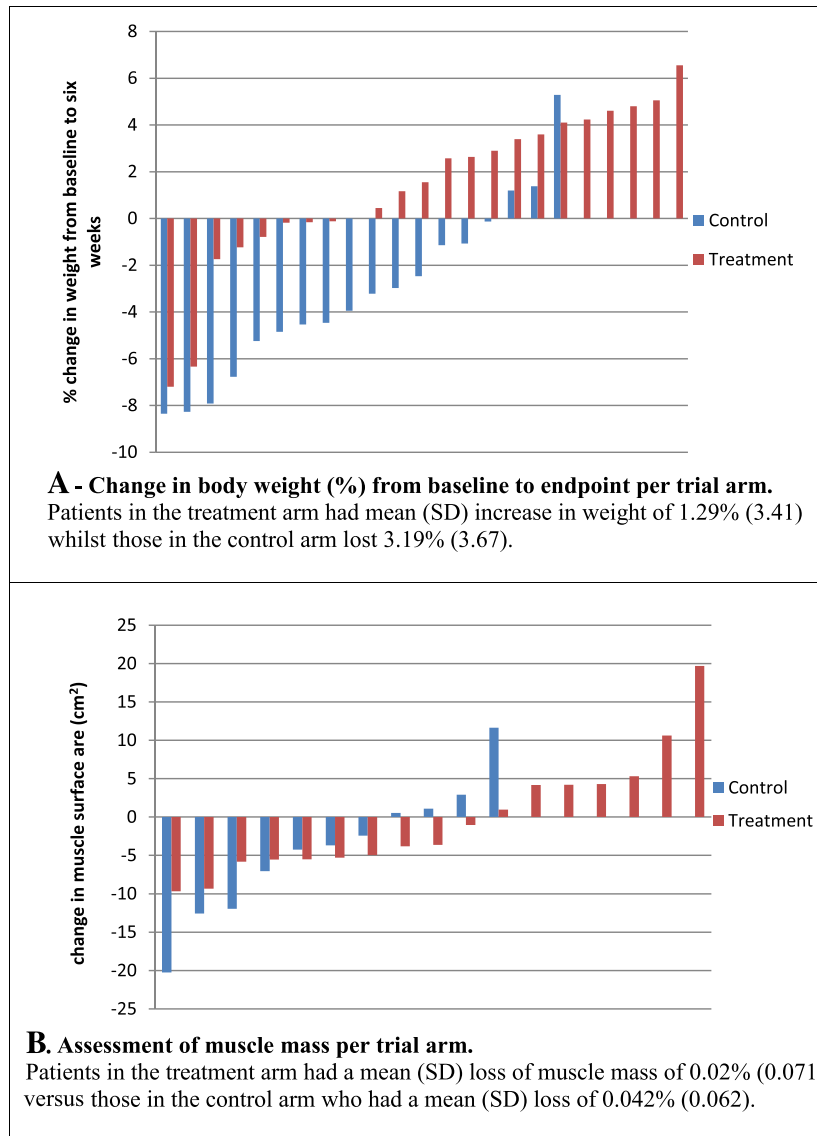 8
6
4
2
0
-2
-4
-6
-8
-10
% change in weight from baseline to six
weeks
Control
Treatment
A - Change in body weight (%) from baseline to endpoint per trial arm.
Patients in the treatment arm had mean (SD) increase in weight of 1.29% (3.41)
whilst those in the control arm lost 3.19% (3.67).
25
20
15
10
5
0
-5
-10
-15
-20
-25
change in muscle surface are (cm²)
Control
Treatment
B. Assessment of muscle mass per trial arm.
Patients in the treatment arm had a mean (SD) loss of muscle mass of 0.02% (0.071
versus those in the control arm who had a mean (SD) loss of 0.042% (0.062).